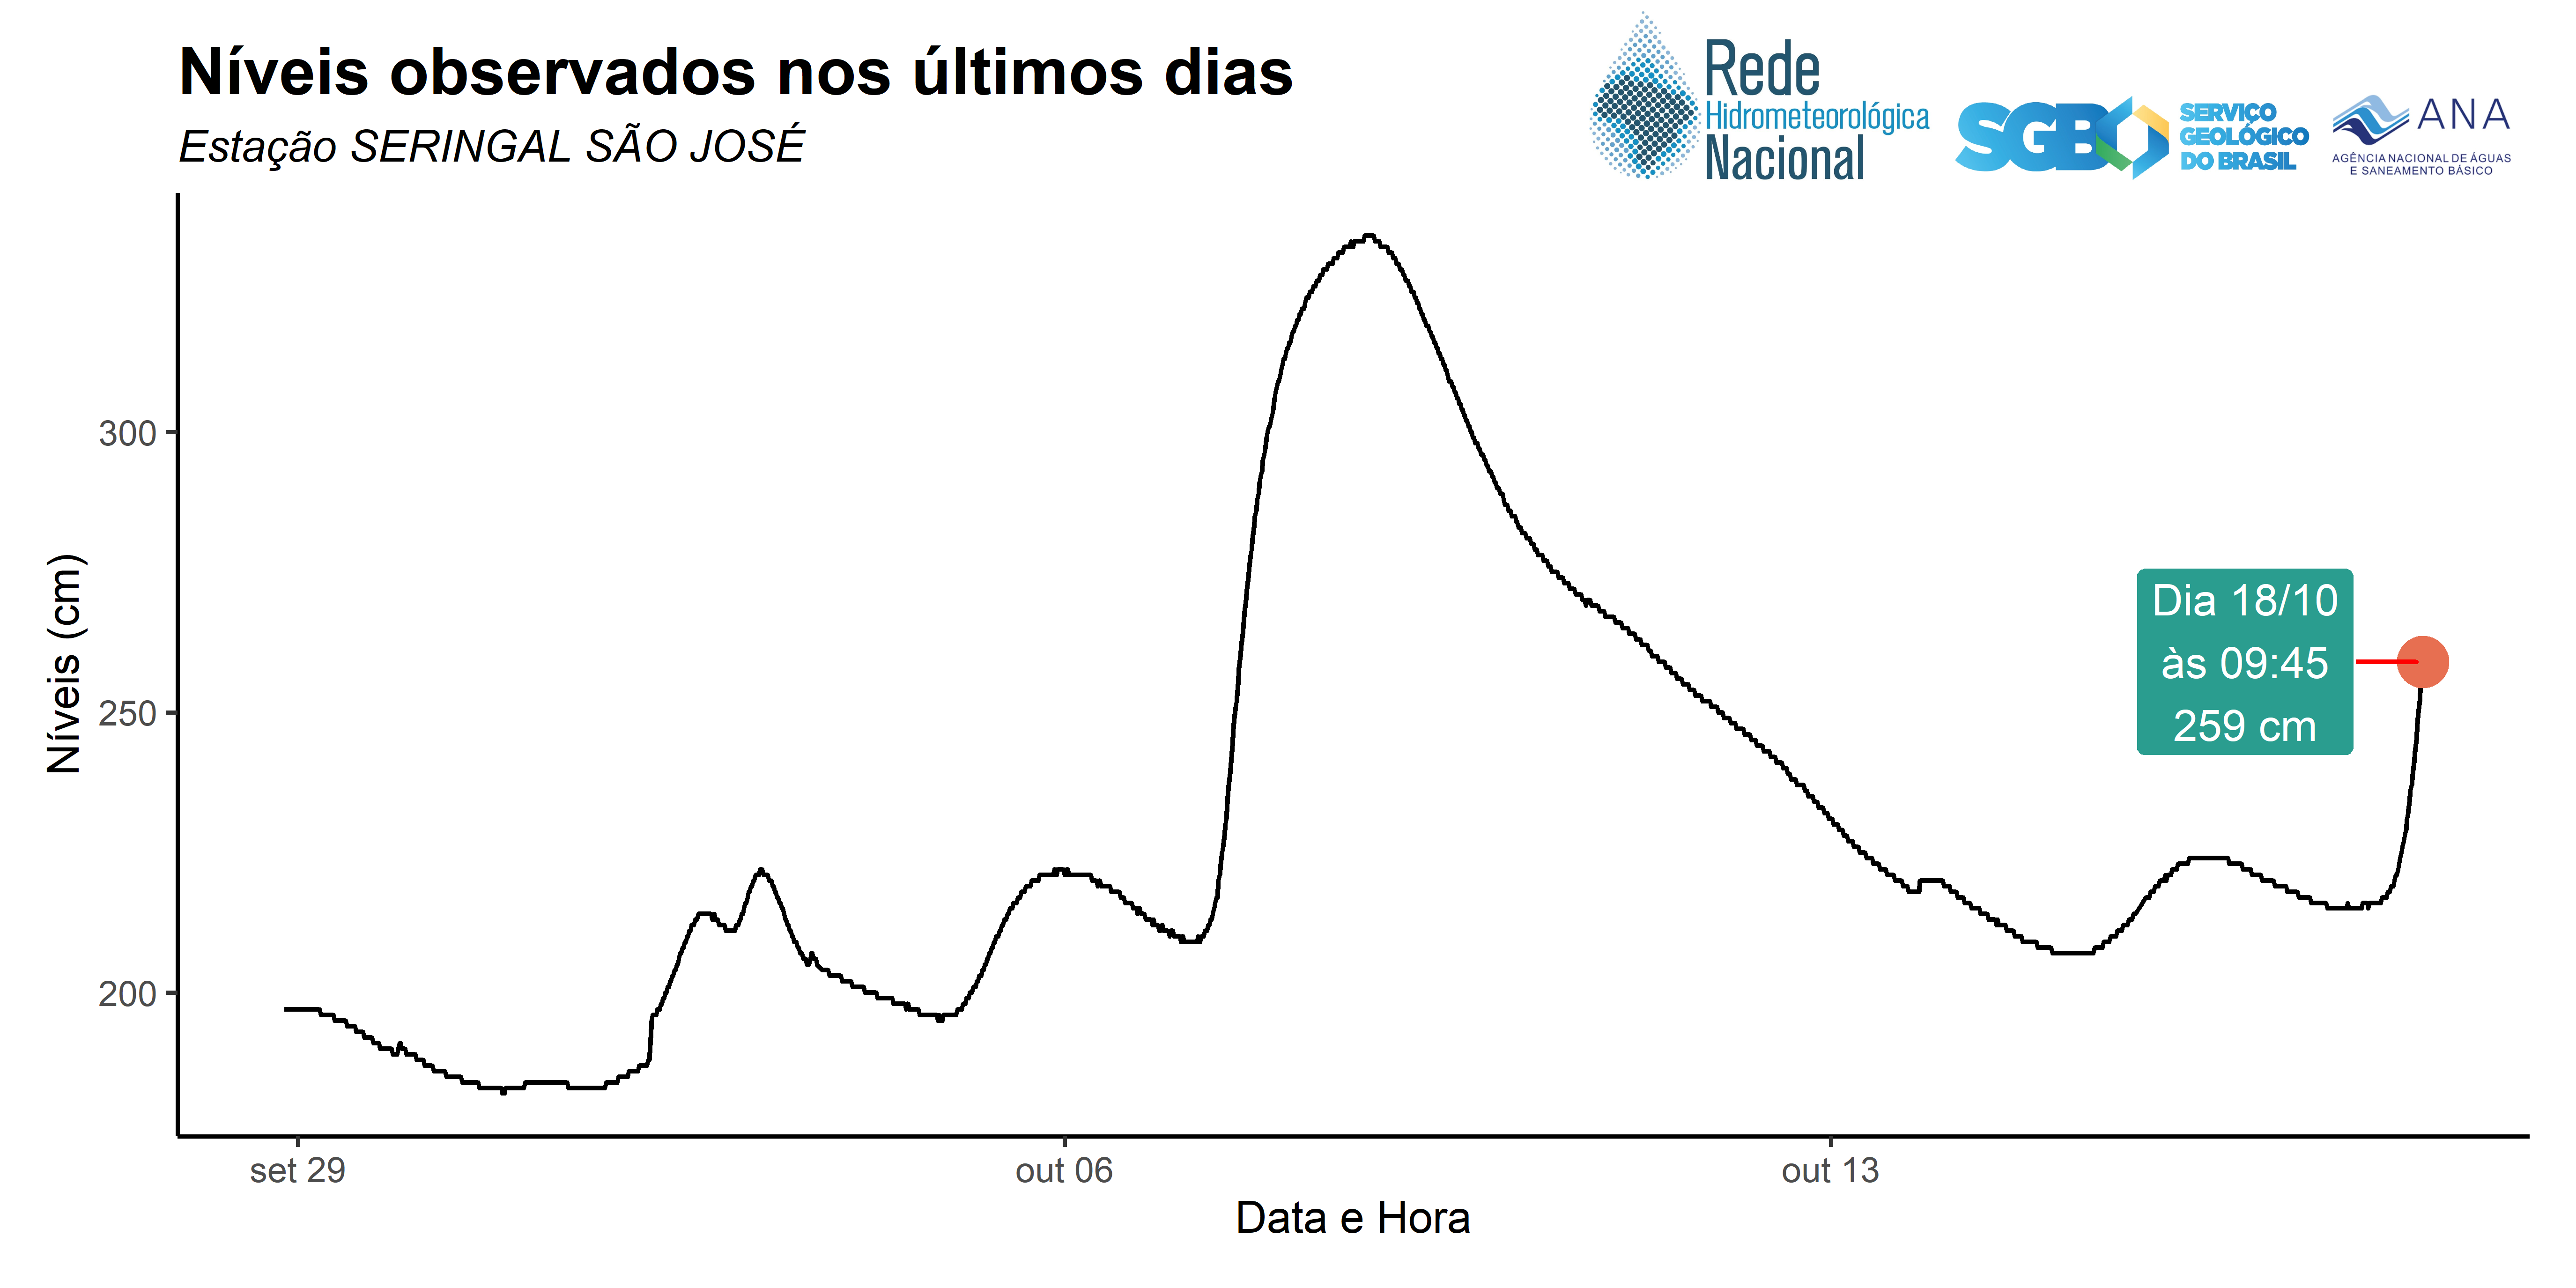 Níveis observados nos últimos dias
Estação SERINGAL SÃO JOSÉ
Rede
Hidrometeorológica
Nacional
SGB
SERVIÇO
GEOLÓGICO
DO BRASIL
ANA
AGÊNCIA NACIONAL DE ÁGUAS
E SANEAMENTO BÁSICO
Níveis (cm)
300
250
200
Dia 18/10
às 09:45
259 cm
set 29
out 06
out 13
Data e Hora